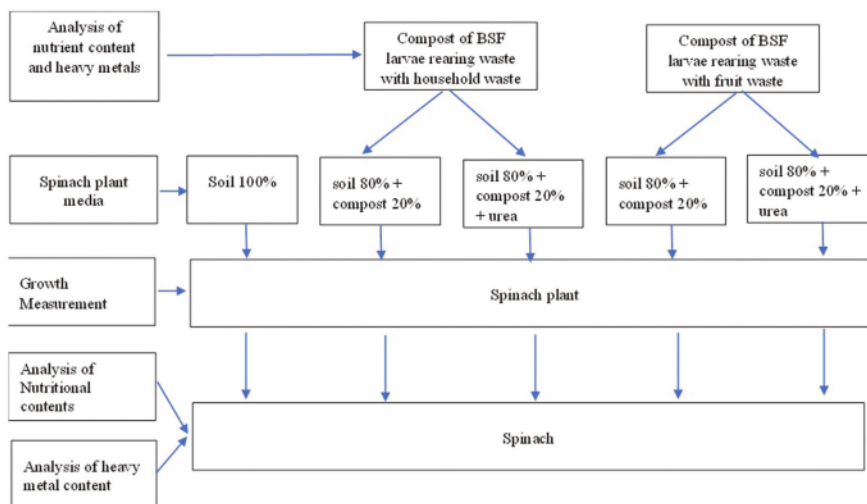 Analysis of
nutrient content
and heavy metals
Compost of BSF
larvae rearing waste
with household waste
Compost of BSF
larvae rearing waste
with fruit waste
Spinach plant
media
Soil 100%
soil 80% +
compost 20%
soil 80% +
compost 20%
+ urea
soil 80% +
compost 20%
soil 80% +
compost 20% +
urea
Growth
Measurement
Spinach plant
Analysis of
Nutritional
contents
Spinach
Analysis of heavy
metal content